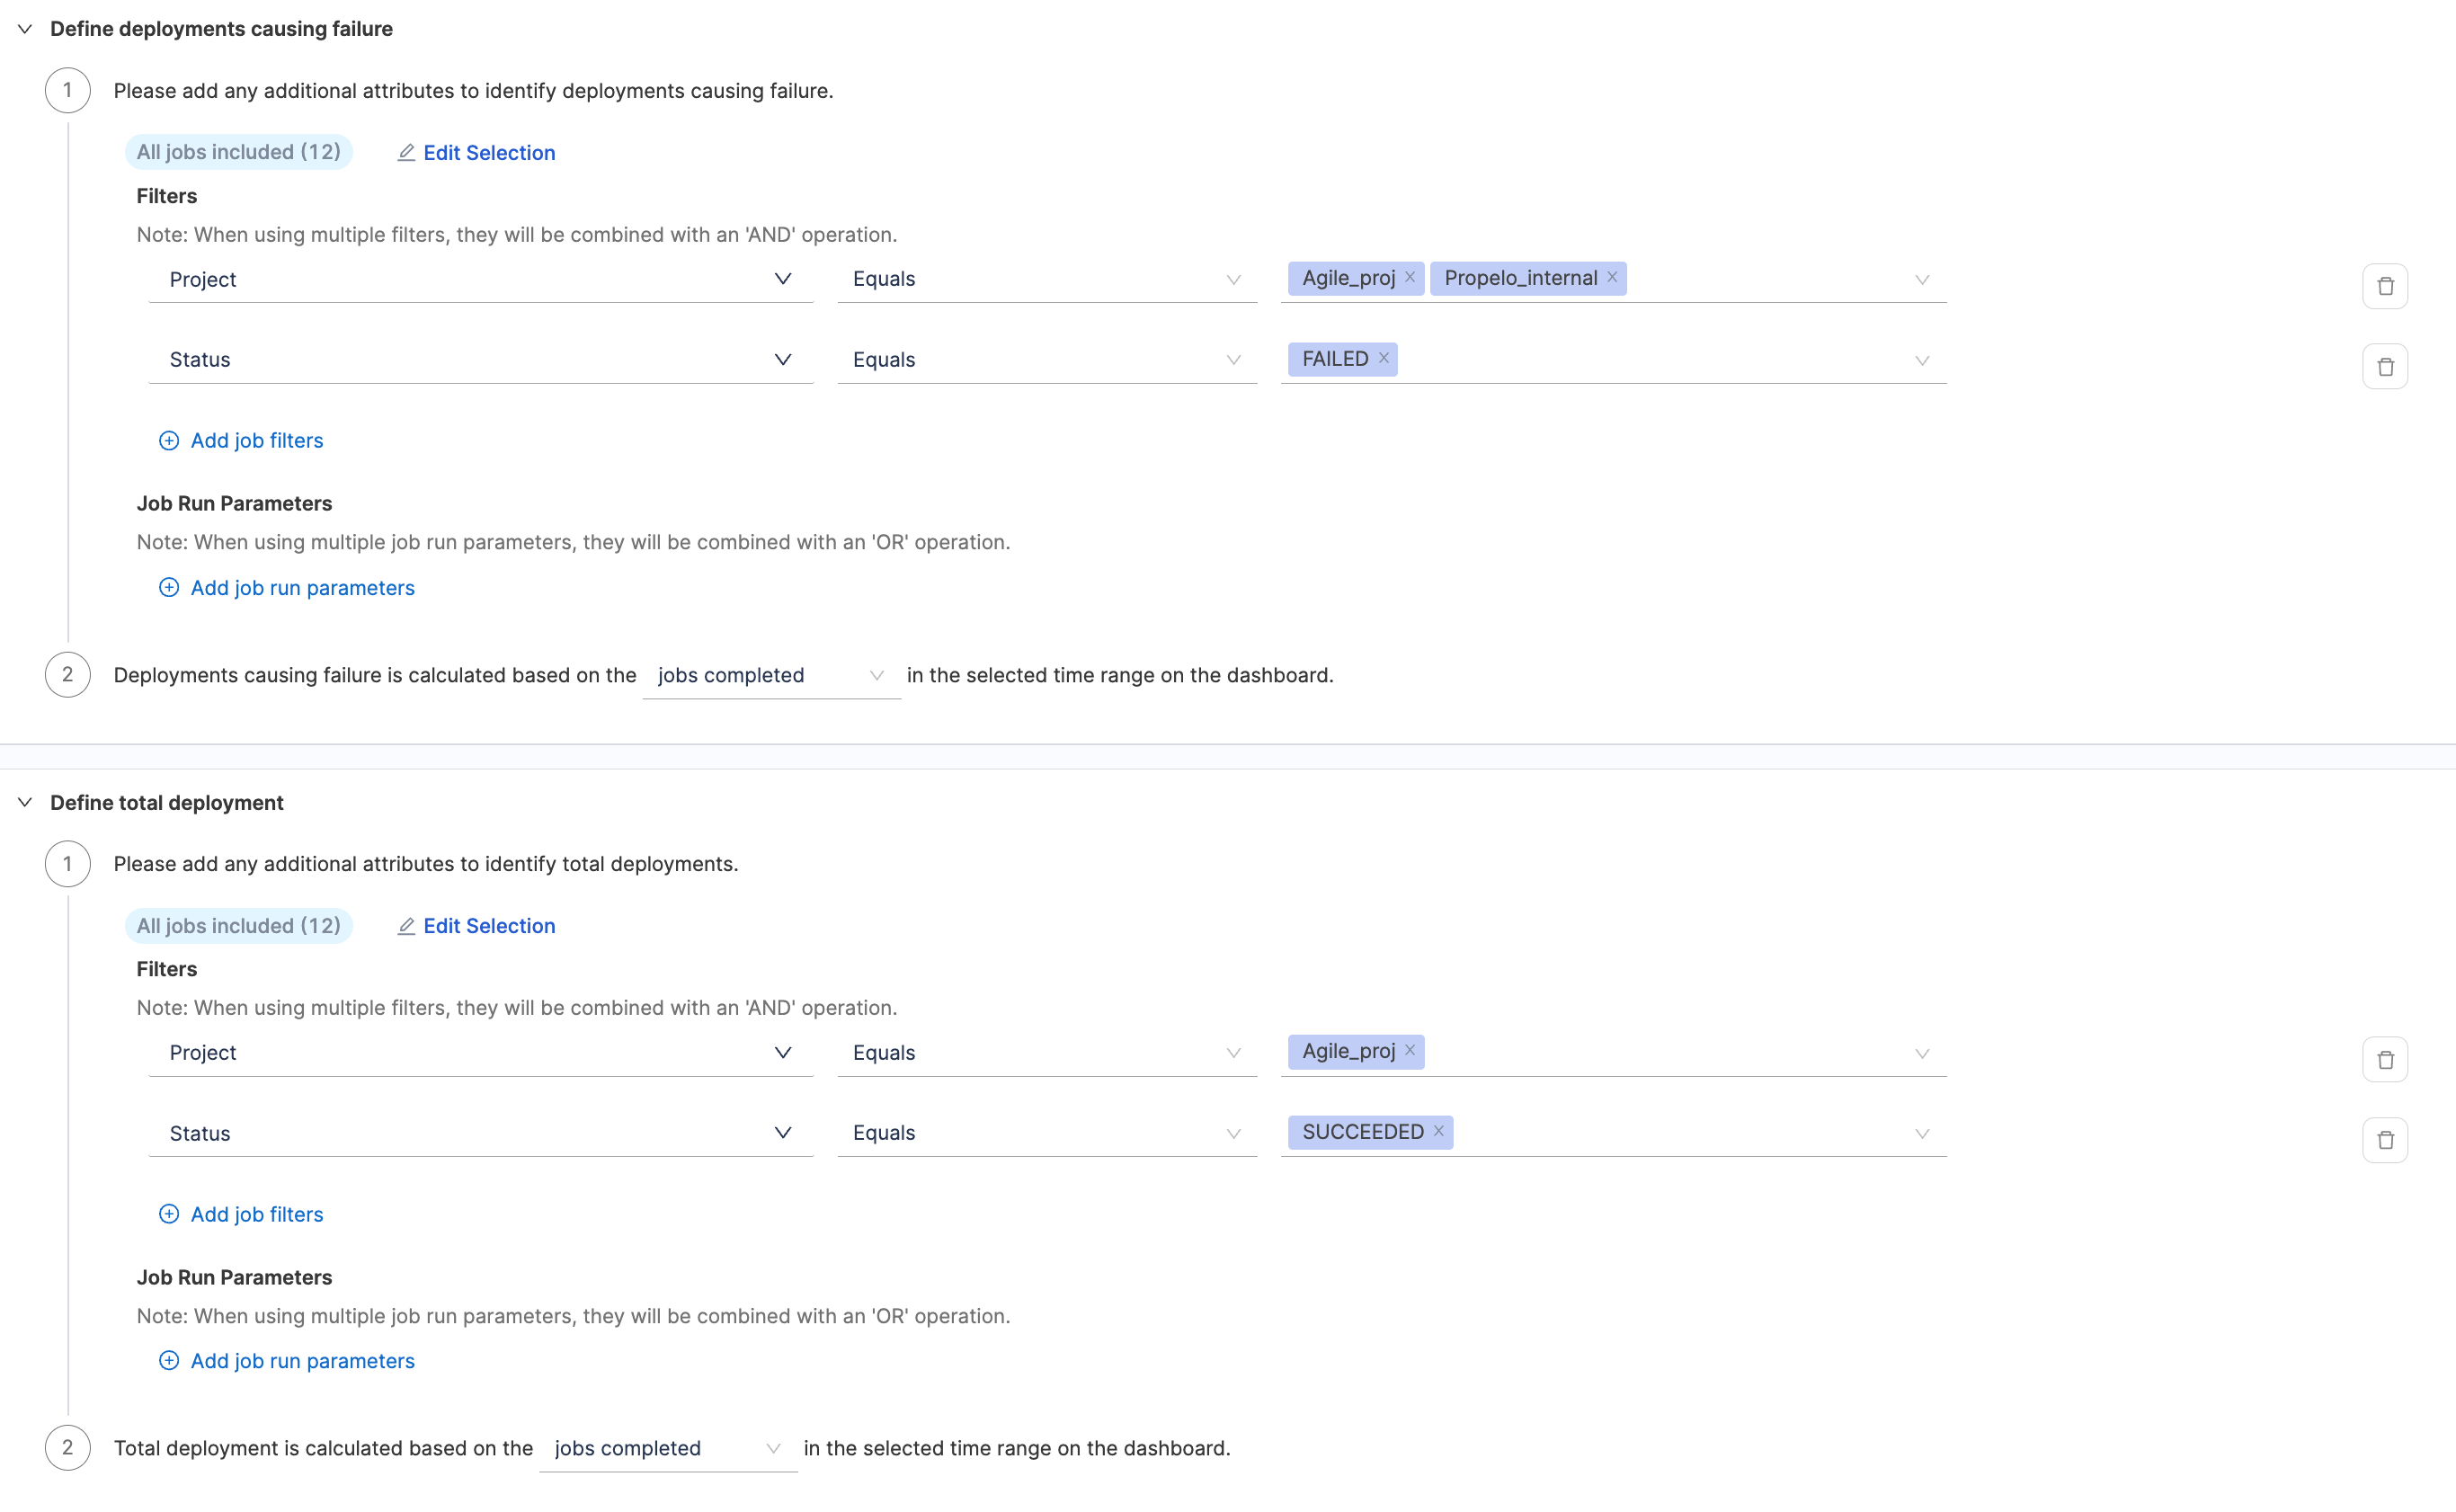 Define deployments causing failure
1 Please add any additional attributes to identify deployments causing failure.
All jobs included (12) Edit Selection
Filters
Note: When using multiple filters, they will be combined with an 'AND' operation.
Project Equals Agile_proj Propelo_internal
Status Equals FAILED
Add job filters
Job Run Parameters
Note: When using multiple job run parameters, they will be combined with an 'OR' operation.
Add job run parameters
2 Deployments causing failure is calculated based on the jobs completed in the selected time range on the dashboard.
Define total deployment
1 Please add any additional attributes to identify total deployments.
All jobs included (12) Edit Selection
Filters
Note: When using multiple filters, they will be combined with an 'AND' operation.
Project Equals Agile_proj
Status Equals SUCCEEDED
Add job filters
Job Run Parameters
Note: When using multiple job run parameters, they will be combined with an 'OR' operation.
Add job run parameters
2 Total deployment is calculated based on the jobs completed in the selected time range on the dashboard.